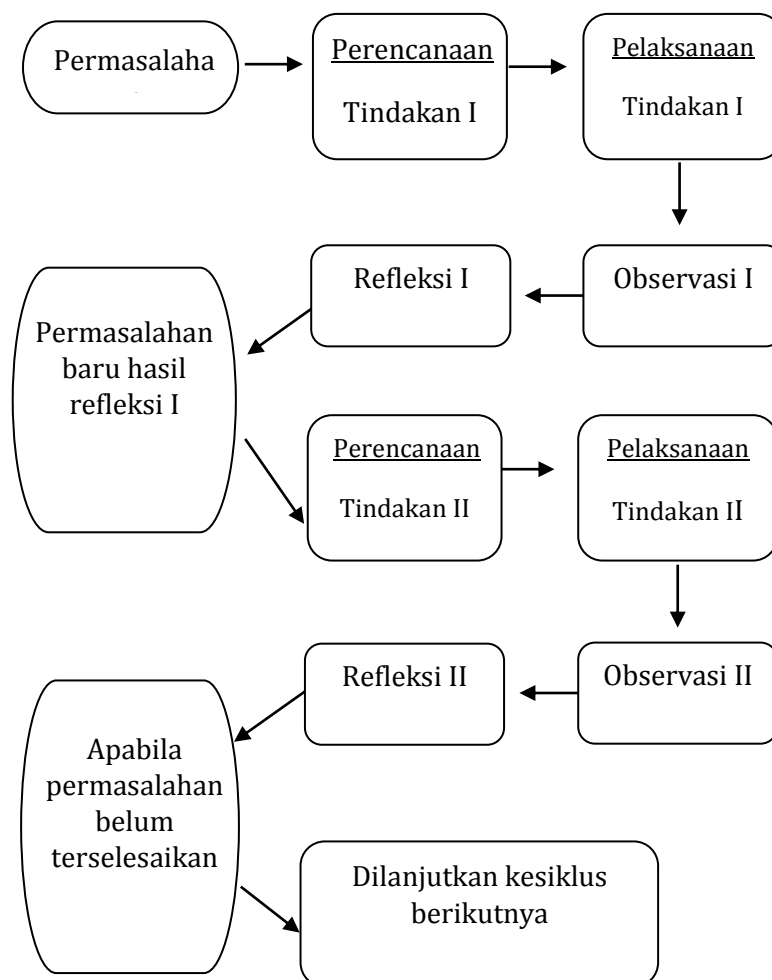 Permasalaha
Perencanaan
Tindakan I
Pelaksanaan
Tindakan I
Observasi I
Refleksi I
Permasalahan
baru hasil
refleksi I
Perencanaan
Tindakan II
Pelaksanaan
Tindakan II
Observasi II
Refleksi II
Apabila
permasalahan
belum
terselesaikan
Dilanjutkan kesiklus
berikutnya